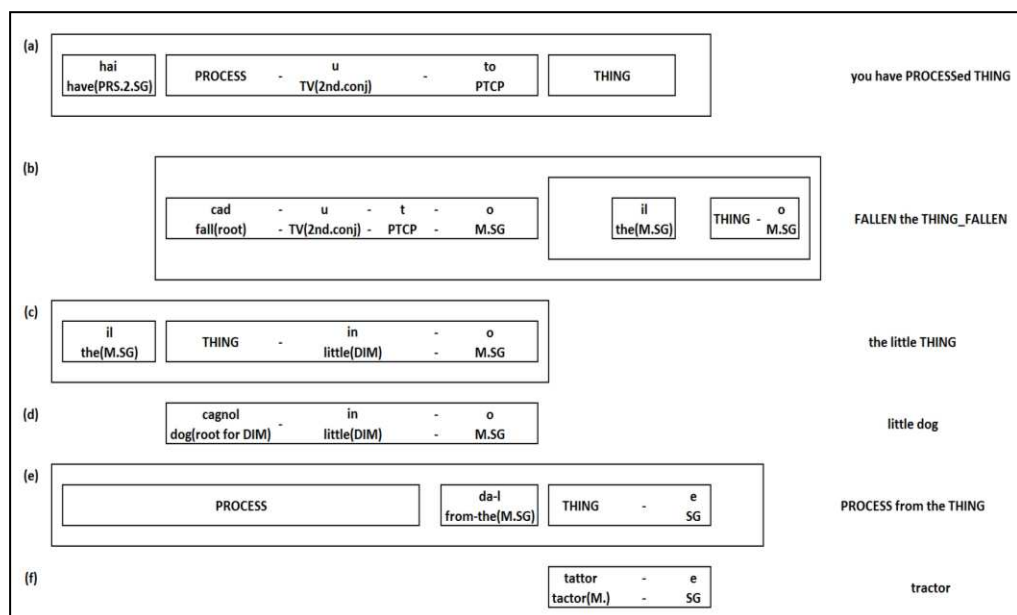 (a)
hai u to
PROCESS - - THING you have PROCESSed THING
have(PRS.2.SG) TV(2nd.conj) PTCP
(b)
cad - u - t - o il THING - o
fall(root) - TV(2nd.conj) - PTCP - M.SG the(M.SG) M.SG FALLEN the THING_FALLEN
(c)
il in - o
THING - the little THING
the(M.SG) little(DIM) - M.SG
(d)
cagnol - in - o
dog(root for DIM) little(DIM) - M.SG little dog
(e)
da-l e
PROCESS THING - PROCESS from the THING
from-the(M.SG) SG
(f)
tattor - e
tractor
tactor(M.) - SG